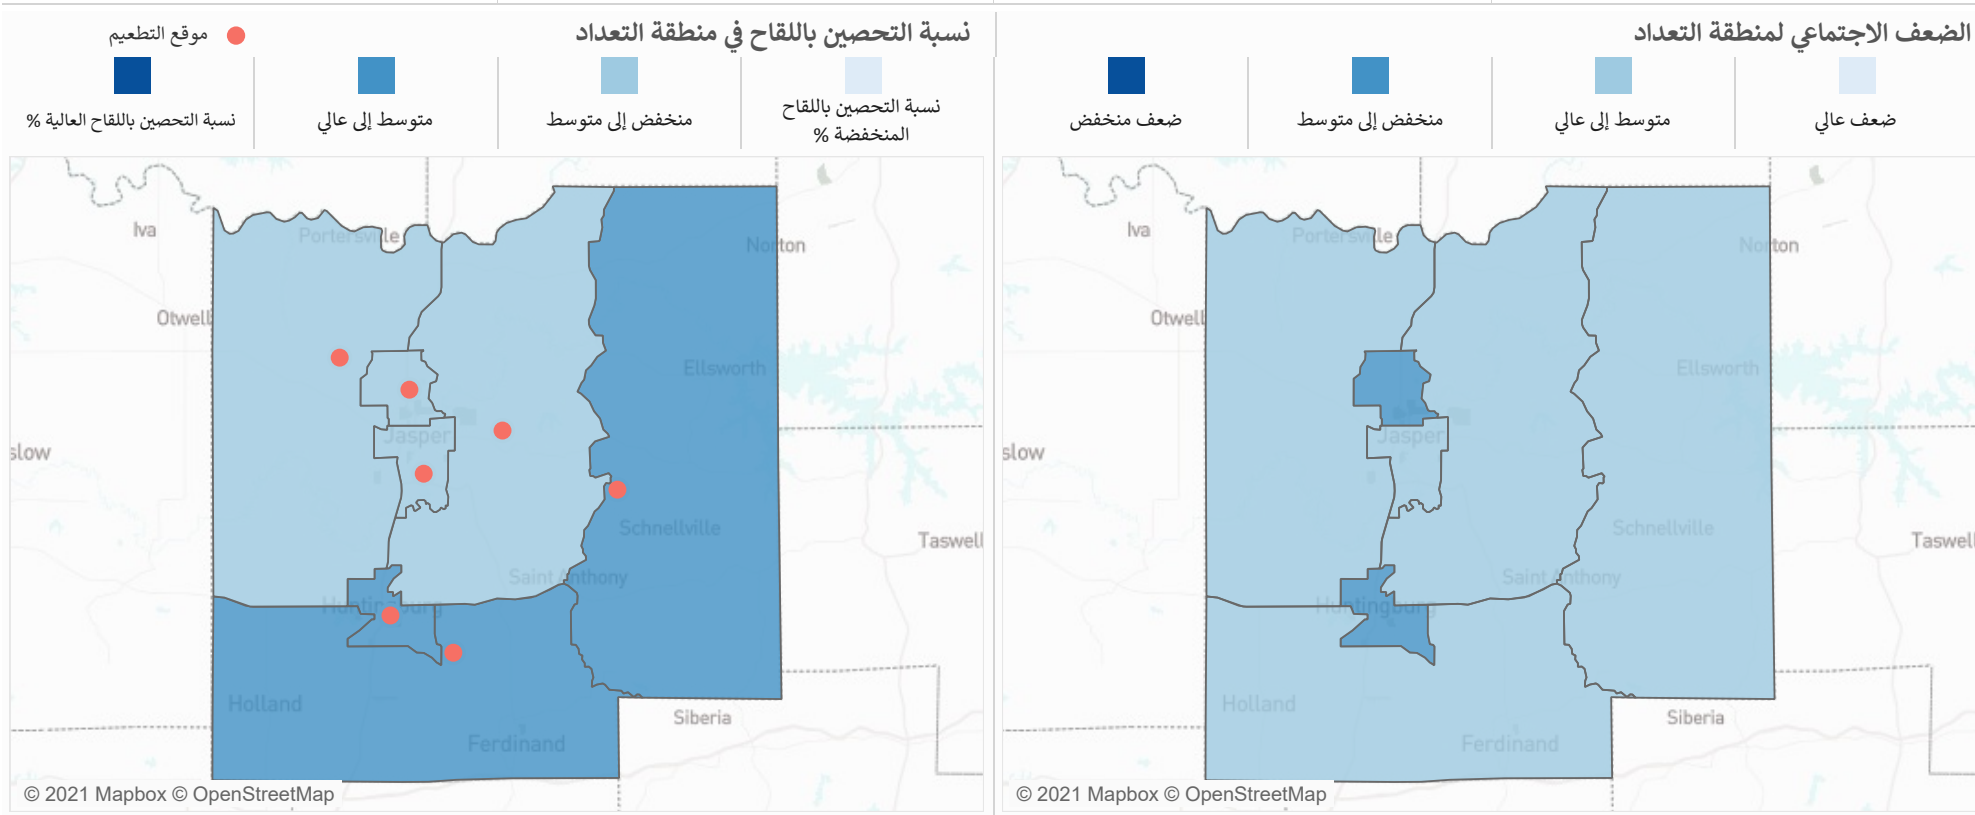 الضعف الاجتماعي لمنطقة التعداد
ضعف عالي
متوسط إلى عالي
منخفض إلى متوسط
ضعف منخفض
Iva
Portersville
Norton
Otwell
Ellsworth
Jasper
slow
Schnellville
Taswell
Saint Anthony
Huntingburg
Holland
Siberia
Ferdinand
© 2021 Mapbox © OpenStreetMap
نسبة التحصين باللقاح في منطقة التعداد
موقع التطعيم
نسبة التحصين باللقاح
المنخفضة %
منخفض إلى متوسط
متوسط إلى عالي
نسبة التحصين باللقاح العالية %
Iva
Portersville
Norton
Otwell
Ellsworth
Jasper
slow
Schnellville
Taswell
Saint Anthony
Huntingburg
Holland
Siberia
Ferdinand
© 2021 Mapbox © OpenStreetMap